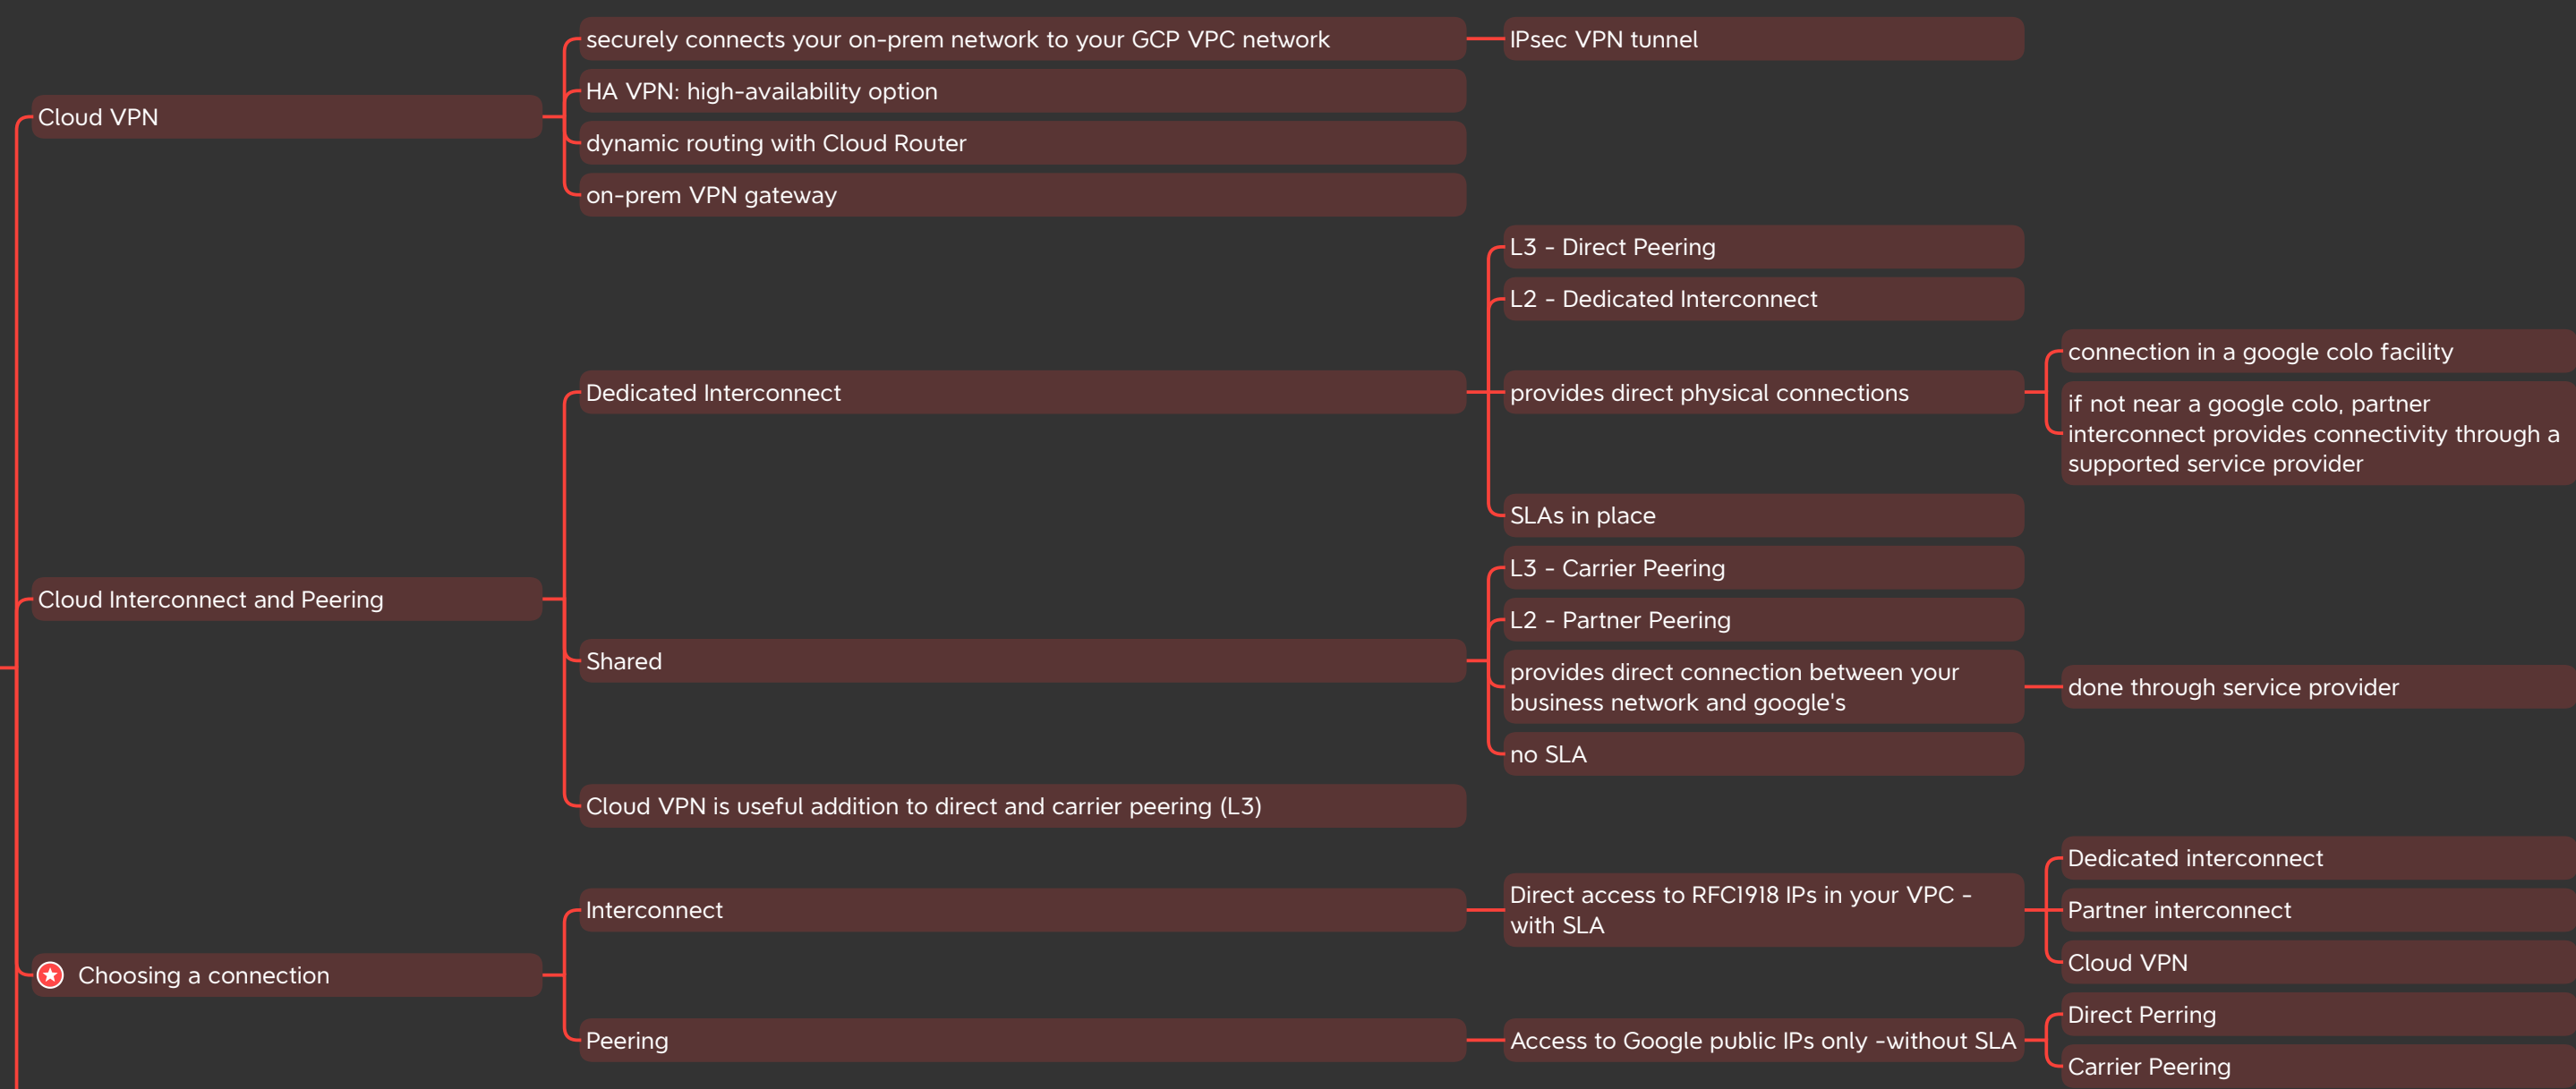 Cloud VPN
securely connects your on-prem network to your GCP VPC network
IPsec VPN tunnel
HA VPN: high-availability option
dynamic routing with Cloud Router
on-prem VPN gateway
Cloud Interconnect and Peering
Dedicated Interconnect
L3 - Direct Peering
L2 - Dedicated Interconnect
provides direct physical connections
connection in a google colo facility
if not near a google colo, partner
interconnect provides connectivity through a
supported service provider
SLAs in place
Shared
L3 - Carrier Peering
L2 - Partner Peering
provides direct connection between your
business network and google's
done through service provider
no SLA
Cloud VPN is useful addition to direct and carrier peering (L3)
Choosing a connection
Interconnect
Direct access to RFC1918 IPs in your VPC -
with SLA
Dedicated interconnect
Partner interconnect
Cloud VPN
Peering
Access to Google public IPs only -without SLA
Direct Perring
Carrier Peering